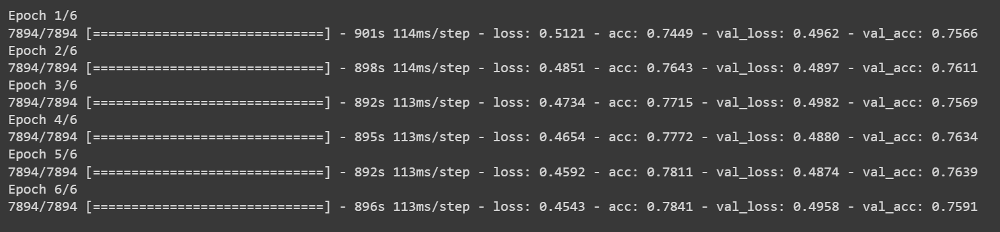 Epoch 1/6
7894/7894 [==============================] - 901s 114ms/step - loss: 0.5121 - acc: 0.7449 - val_loss: 0.4962 - val_acc: 0.7566
Epoch 2/6
7894/7894 [==============================] - 898s 114ms/step - loss: 0.4851 - acc: 0.7643 - val_loss: 0.4897 - val_acc: 0.7611
Epoch 3/6
7894/7894 [==============================] - 892s 113ms/step - loss: 0.4734 - acc: 0.7715 - val_loss: 0.4982 - val_acc: 0.7569
Epoch 4/6
7894/7894 [==============================] - 895s 113ms/step - loss: 0.4654 - acc: 0.7772 - val_loss: 0.4880 - val_acc: 0.7634
Epoch 5/6
7894/7894 [==============================] - 892s 113ms/step - loss: 0.4592 - acc: 0.7811 - val_loss: 0.4874 - val_acc: 0.7639
Epoch 6/6
7894/7894 [==============================] - 896s 113ms/step - loss: 0.4543 - acc: 0.7841 - val_loss: 0.4958 - val_acc: 0.7591